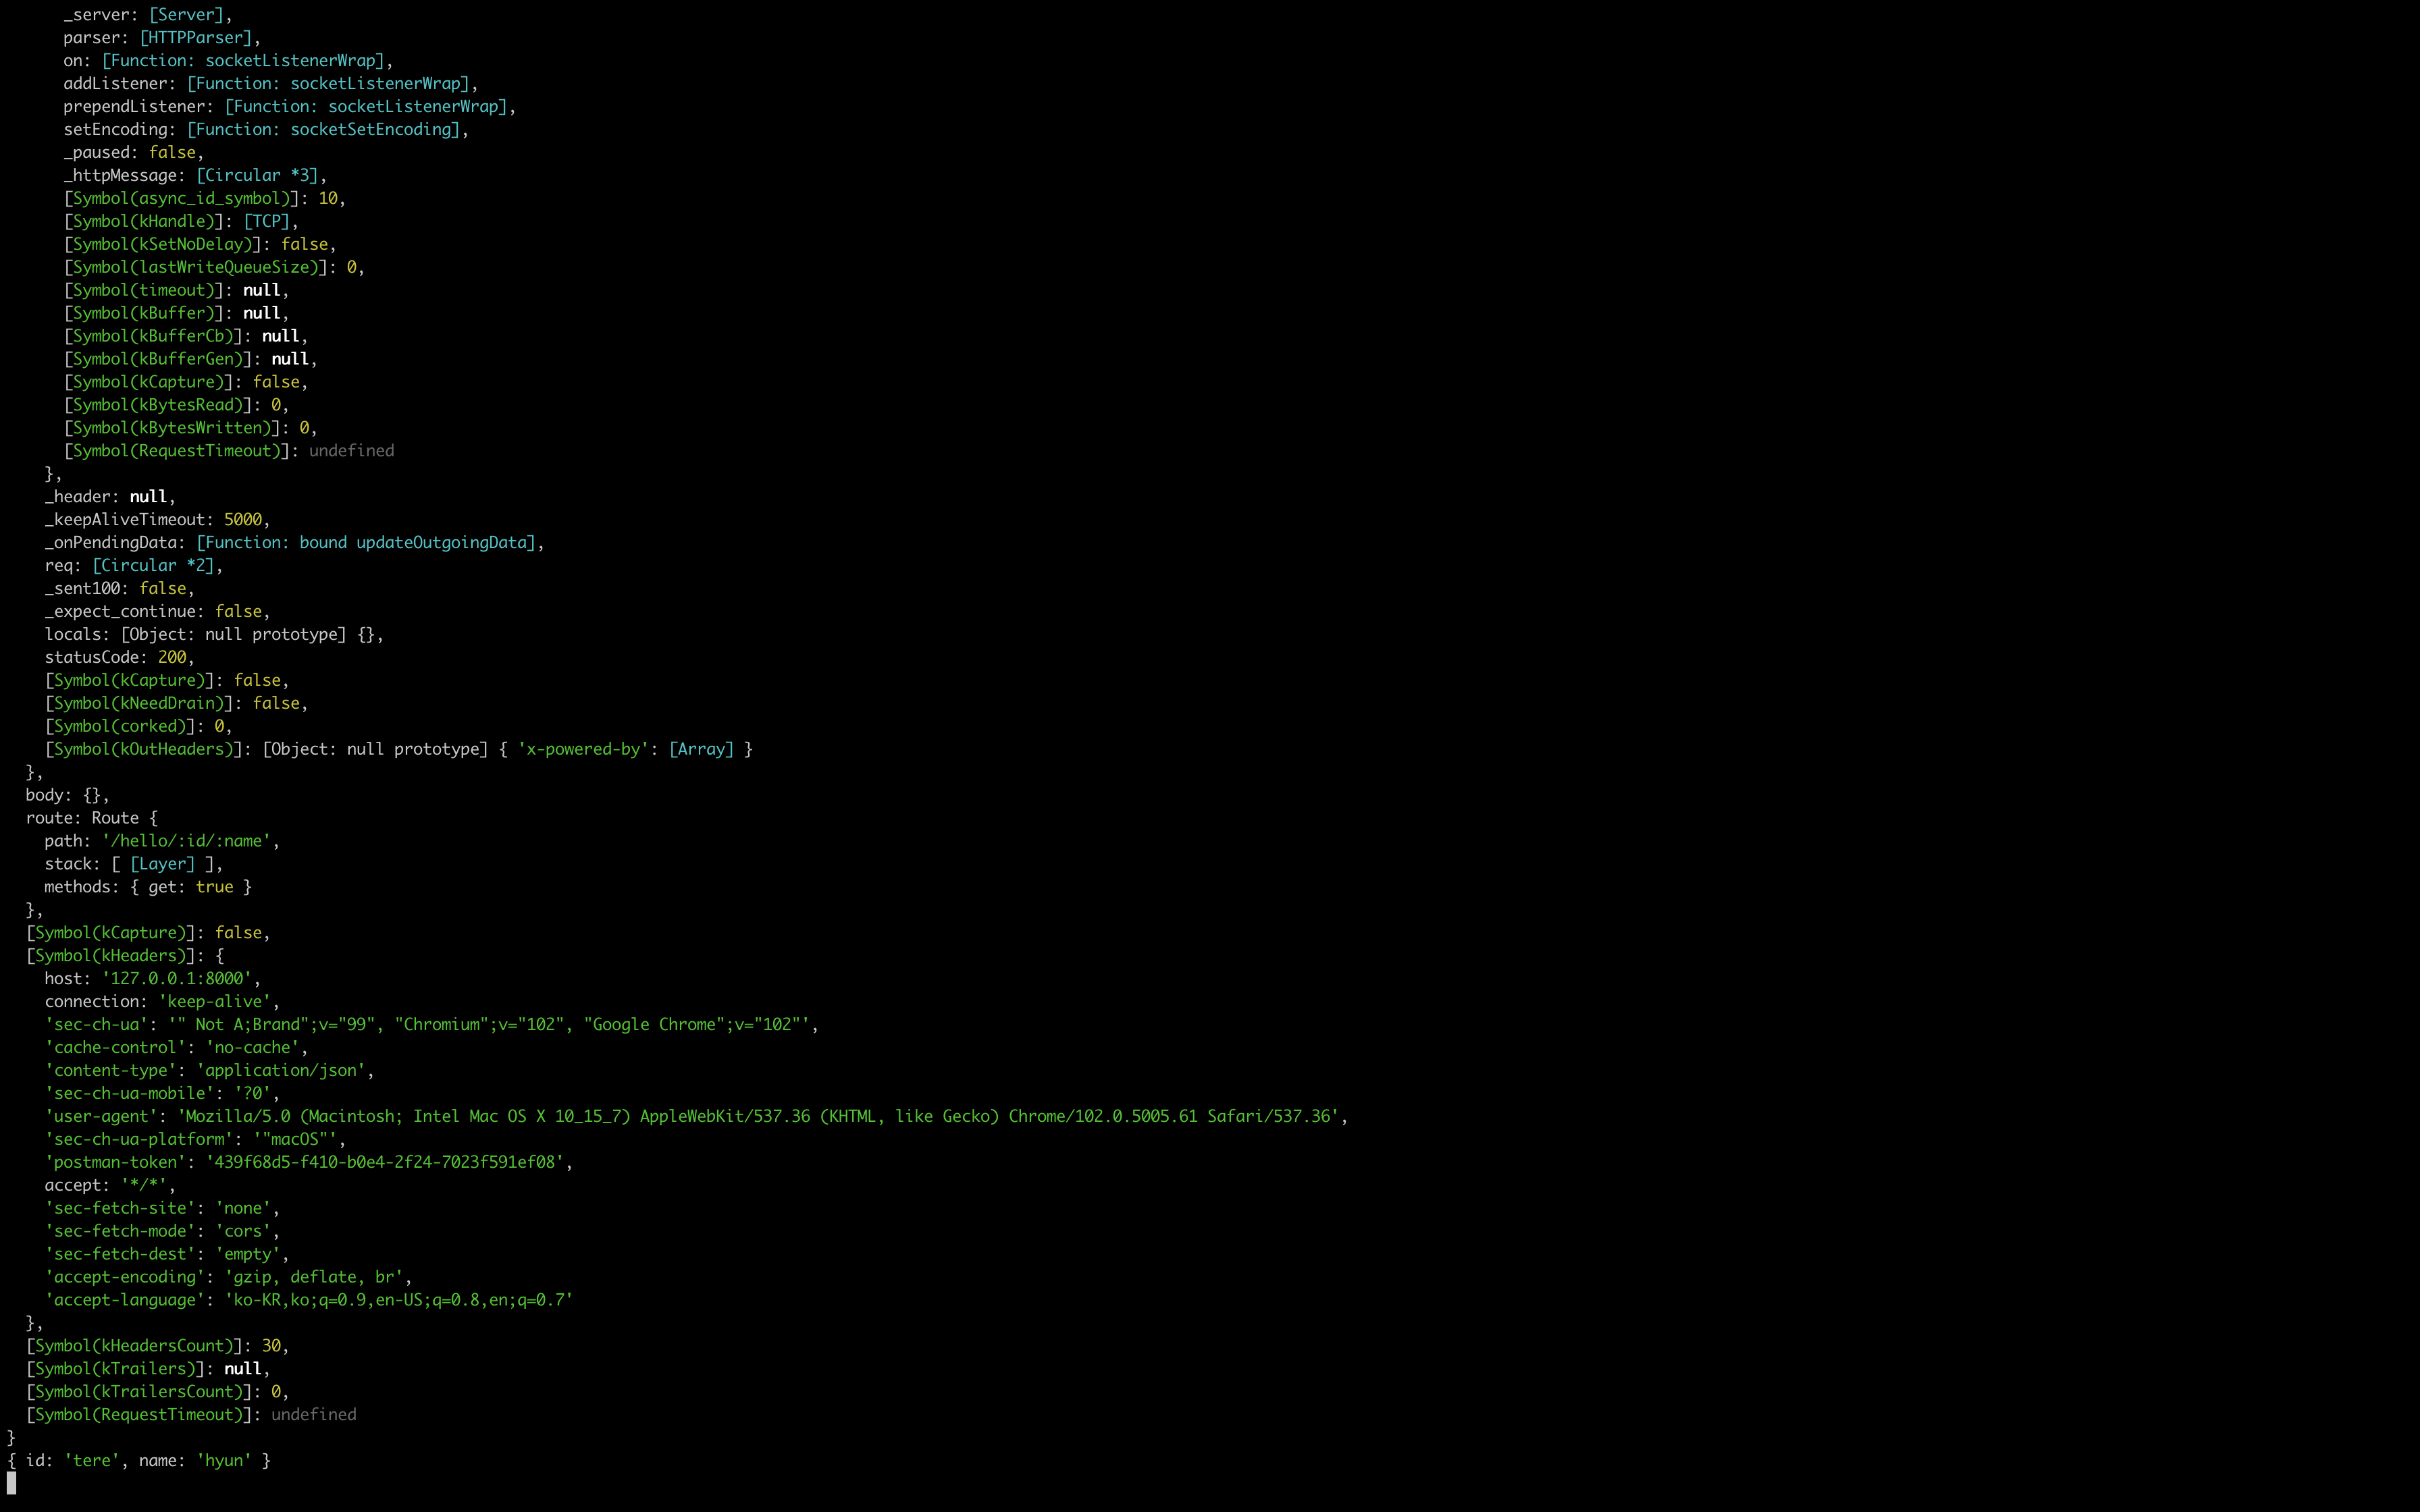 _server: [Server],
parser: [HTTPParser],
on: [Function: socketListenerWrap],
addListener: [Function: socketListenerWrap],
prependListener: [Function: socketListenerWrap],
setEncoding: [Function: socketSetEncoding],
_paused: false,
_httpMessage: [Circular *3],
[Symbol(async_id_symbol)]: 10,
[Symbol(kHandle)]: [TCP],
[Symbol(kSetNoDelay)]: false,
[Symbol(lastWriteQueueSize)]: 0,
[Symbol(timeout)]: null,
[Symbol(kBuffer)]: null,
[Symbol(kBufferCb)]: null,
[Symbol(kBufferGen)]: null,
[Symbol(kCapture)]: false,
[Symbol(kBytesRead)]: 0,
[Symbol(kBytesWritten)]: 0,
[Symbol(RequestTimeout)]: undefined
},
_header: null,
_keepAliveTimeout: 5000,
_onPendingData: [Function: bound updateOutgoingData],
req: [Circular *2],
_sent100: false,
_expect_continue: false,
locals: [Object: null prototype] {},
statusCode: 200,
[Symbol(kCapture)]: false,
[Symbol(kNeedDrain)]: false,
[Symbol(corked)]: 0,
[Symbol(kOutHeaders)]: [Object: null prototype] { 'x-powered-by': [Array] }
},
body: {},
route: Route {
path: '/hello/:id/:name',
stack: [ [Layer] ],
methods: { get: true }
},
[Symbol(kCapture)]: false,
[Symbol(kHeaders)]: {
host: '127.0.0.1:8000',
connection: 'keep-alive',
'sec-ch-ua': '" Not A;Brand";v="99", "Chromium";v="102", "Google Chrome";v="102"',
'cache-control': 'no-cache',
'content-type': 'application/json',
'sec-ch-ua-mobile': '?0',
'user-agent': 'Mozilla/5.0 (Macintosh; Intel Mac OS X 10_15_7) AppleWebKit/537.36 (KHTML, like Gecko) Chrome/102.0.5005.61 Safari/537.36',
'sec-ch-ua-platform': '"macOS"',
'postman-token': '439f68d5-f410-b0e4-2f24-7023f591ef08',
accept: '*/*',
'sec-fetch-site': 'none',
'sec-fetch-mode': 'cors',
'sec-fetch-dest': 'empty',
'accept-encoding': 'gzip, deflate, br',
'accept-language': 'ko-KR,ko;q=0.9,en-US;q=0.8,en;q=0.7'
},
[Symbol(kHeadersCount)]: 30,
[Symbol(kTrailers)]: null,
[Symbol(kTrailersCount)]: 0,
[Symbol(RequestTimeout)]: undefined
}
{ id: 'tere', name: 'hyun' }